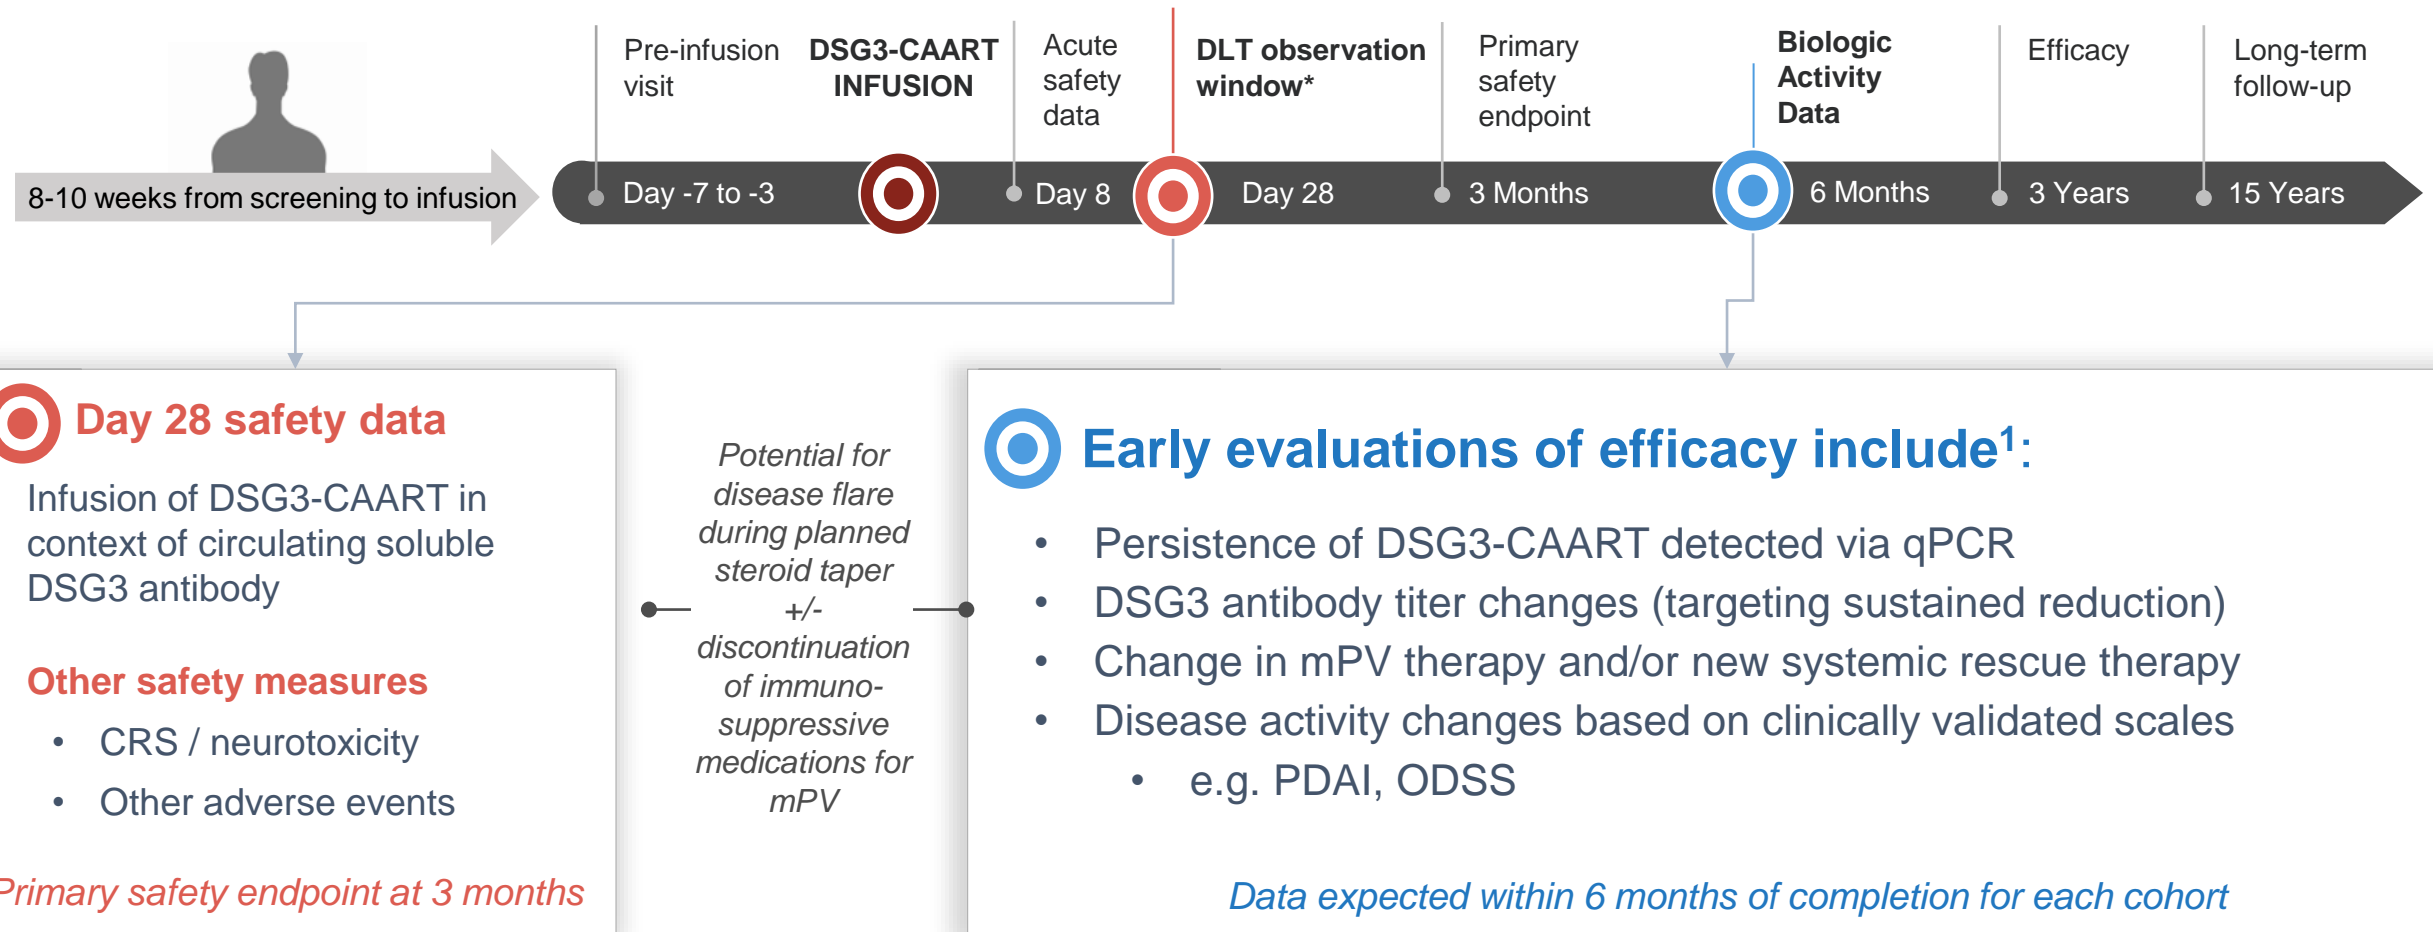 8-10 weeks from screening to infusion
Pre-infusion
visit
DSG3-CAART
INFUSION
Acute
safety
data
DLT observation
window*
Primary
safety
endpoint
Biologic
Activity
Data
Efficacy
Long-term
follow-up
Day -7 to -3
Day 8
Day 28
3 Months
6 Months
3 Years
15 Years
Day 28 safety data
Infusion of DSG3-CAART in
context of circulating soluble
DSG3 antibody
Other safety measures
• CRS / neurotoxicity
• Other adverse events
Primary safety endpoint at 3 months
Potential for
disease flare
during planned
steroid taper
+/-
discontinuation
of immuno-
suppressive
medications for
mPV
Early evaluations of efficacy include¹:
• Persistence of DSG3-CAART detected via qPCR
• DSG3 antibody titer changes (targeting sustained reduction)
• Change in mPV therapy and/or new systemic rescue therapy
• Disease activity changes based on clinically validated scales
• e.g. PDAI, ODSS
Data expected within 6 months of completion for each cohort